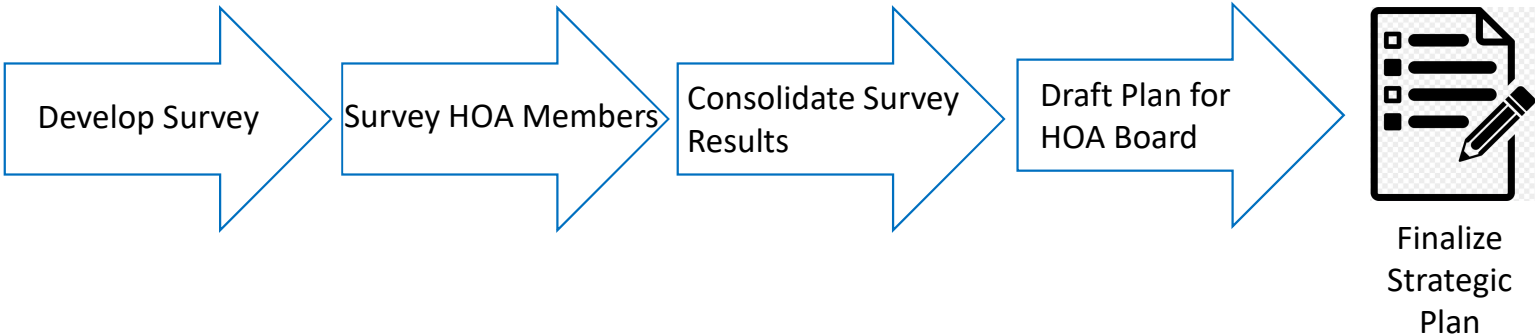 Develop Survey
Survey HOA Members
Consolidate Survey
Results
Draft Plan for
HOA Board
Finalize
Strategic
Plan